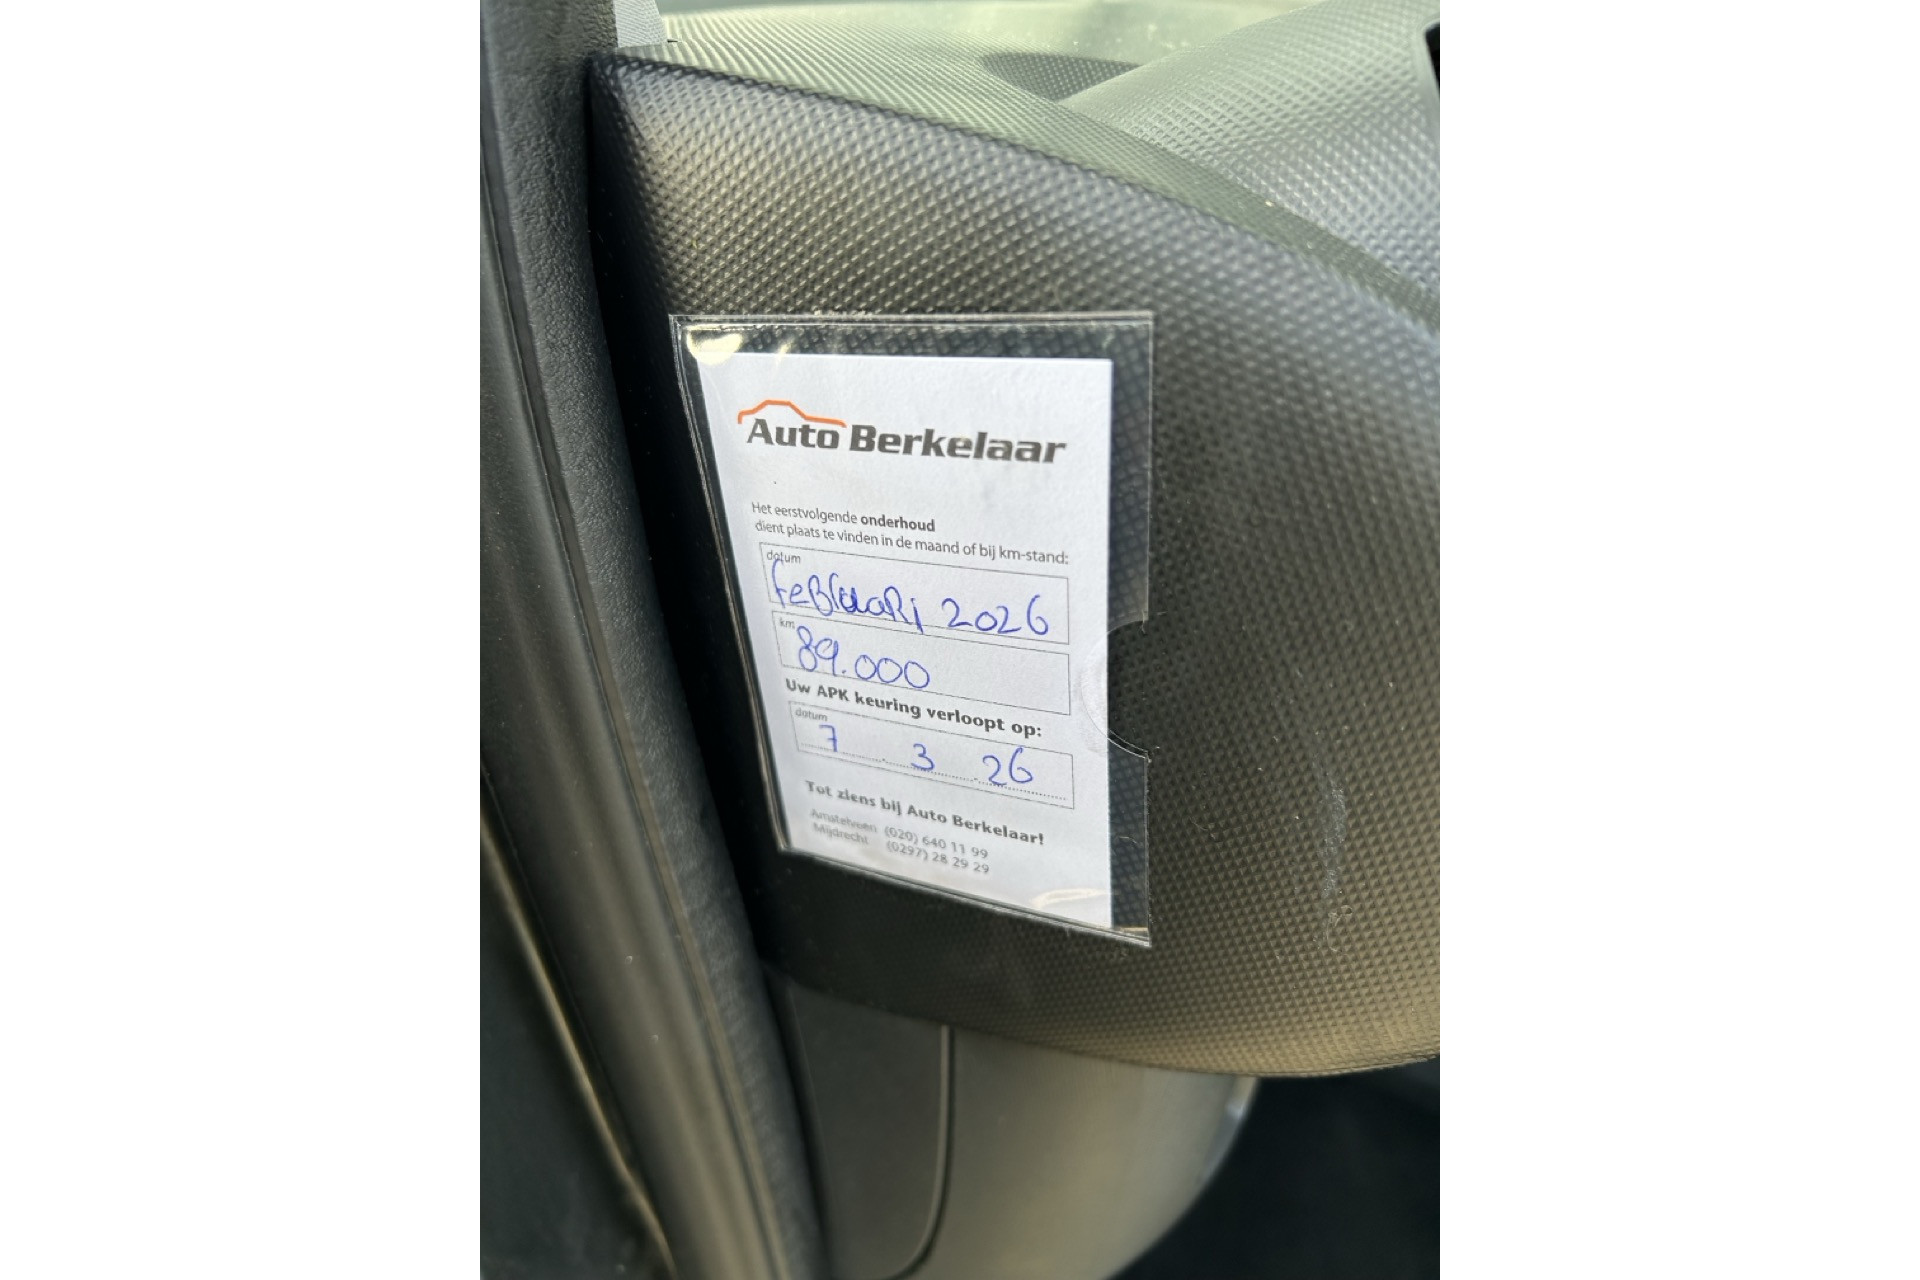 Auto Berkelaar
Het eerstvolgende onderhoud
dient plaats te vinden in de maand of bij km-stand:
datum
februari 2026
km
89.000
Uw APK keuring verloopt op:
datum
7 3 26
Tot ziens bij Auto Berkelaar!
Amstelveen (020) 640 11 99
Mijdrecht (0297) 28 29 29